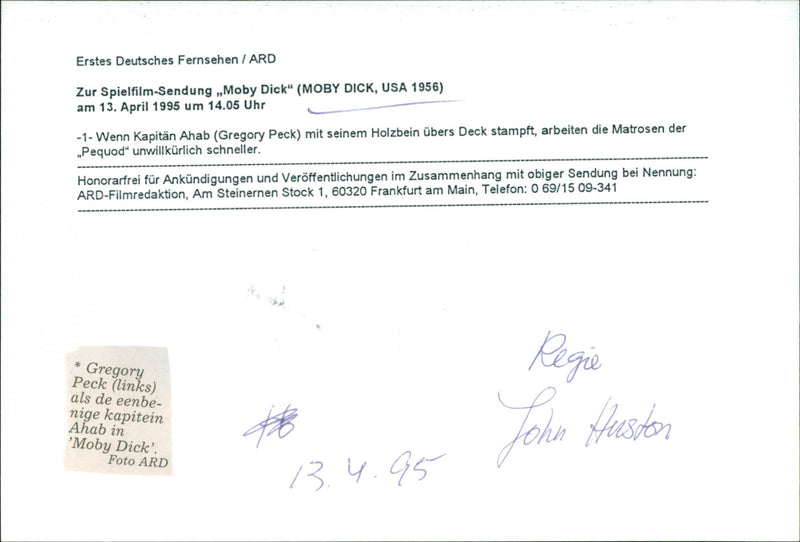 Erstes Deutsches Fernsehen / ARD
Zur Spielfilm-Sendung „Moby Dick“ (MOBY DICK, USA 1956)
am 13. April 1995 um 14.05 Uhr
-1- Wenn Kapitän Ahab (Gregory Peck) mit seinem Holzbein übers Deck stampft, arbeiten die Matrosen der
„Pequod“ unwillkürlich schneller.
Honorarfrei für Ankündigungen und Veröffentlichungen im Zusammenhang mit obiger Sendung bei Nennung:
ARD-Filmredaktion, Am Steinernen Stock 1, 60320 Frankfurt am Main, Telefon: 0 69/15 09-341
* Gregory
Peck (links)
als de eenbe-
nige kapitein
Ahab in
'Moby Dick'.
Foto ARD
13.4.95
Regie
John Huston